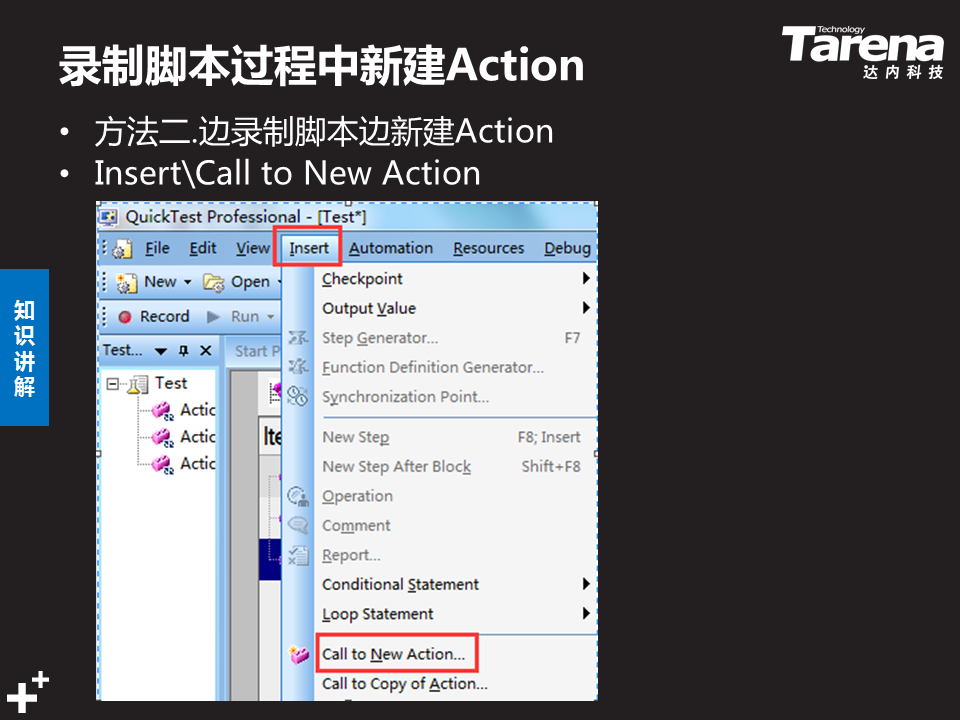 录制脚本过程中新建Action
Technology
Tarena
达内科技
• 方法二.边录制脚本边新建Action
• Insert\Call to New Action
知识讲解
QuickTest Professional - [Test*]
File Edit View Insert Automation Resources Debug
New Open
Record Run
Test...
Start P
Test
Actic
Actic
Actic
Ite
Checkpoint
Output Value
Step Generator... F7
Function Definition Generator...
Synchronization Point...
New Step F8; Insert
New Step After Block Shift+F8
Operation
Comment
Report...
Conditional Statement
Loop Statement
Call to New Action...
Call to Copy of Action...